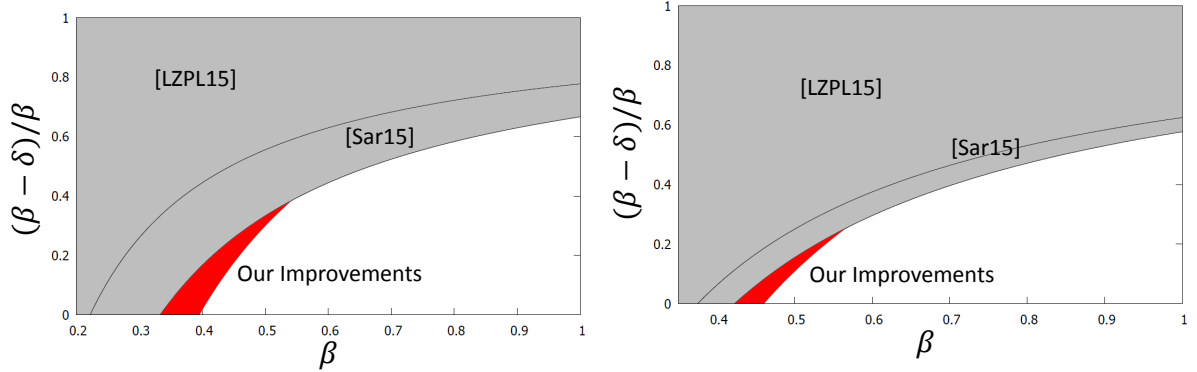 1
0.8
0.6
0.4
0.2
0
(β − δ)/β
[LZPL15]
[Sar15]
Our Improvements
0.2 0.3 0.4 0.5 0.6 0.7 0.8 0.9 1
β
1
0.8
0.6
0.4
0.2
0
(β − δ)/β
[LZPL15]
[Sar15]
Our Improvements
0.4 0.5 0.6 0.7 0.8 0.9 1
β